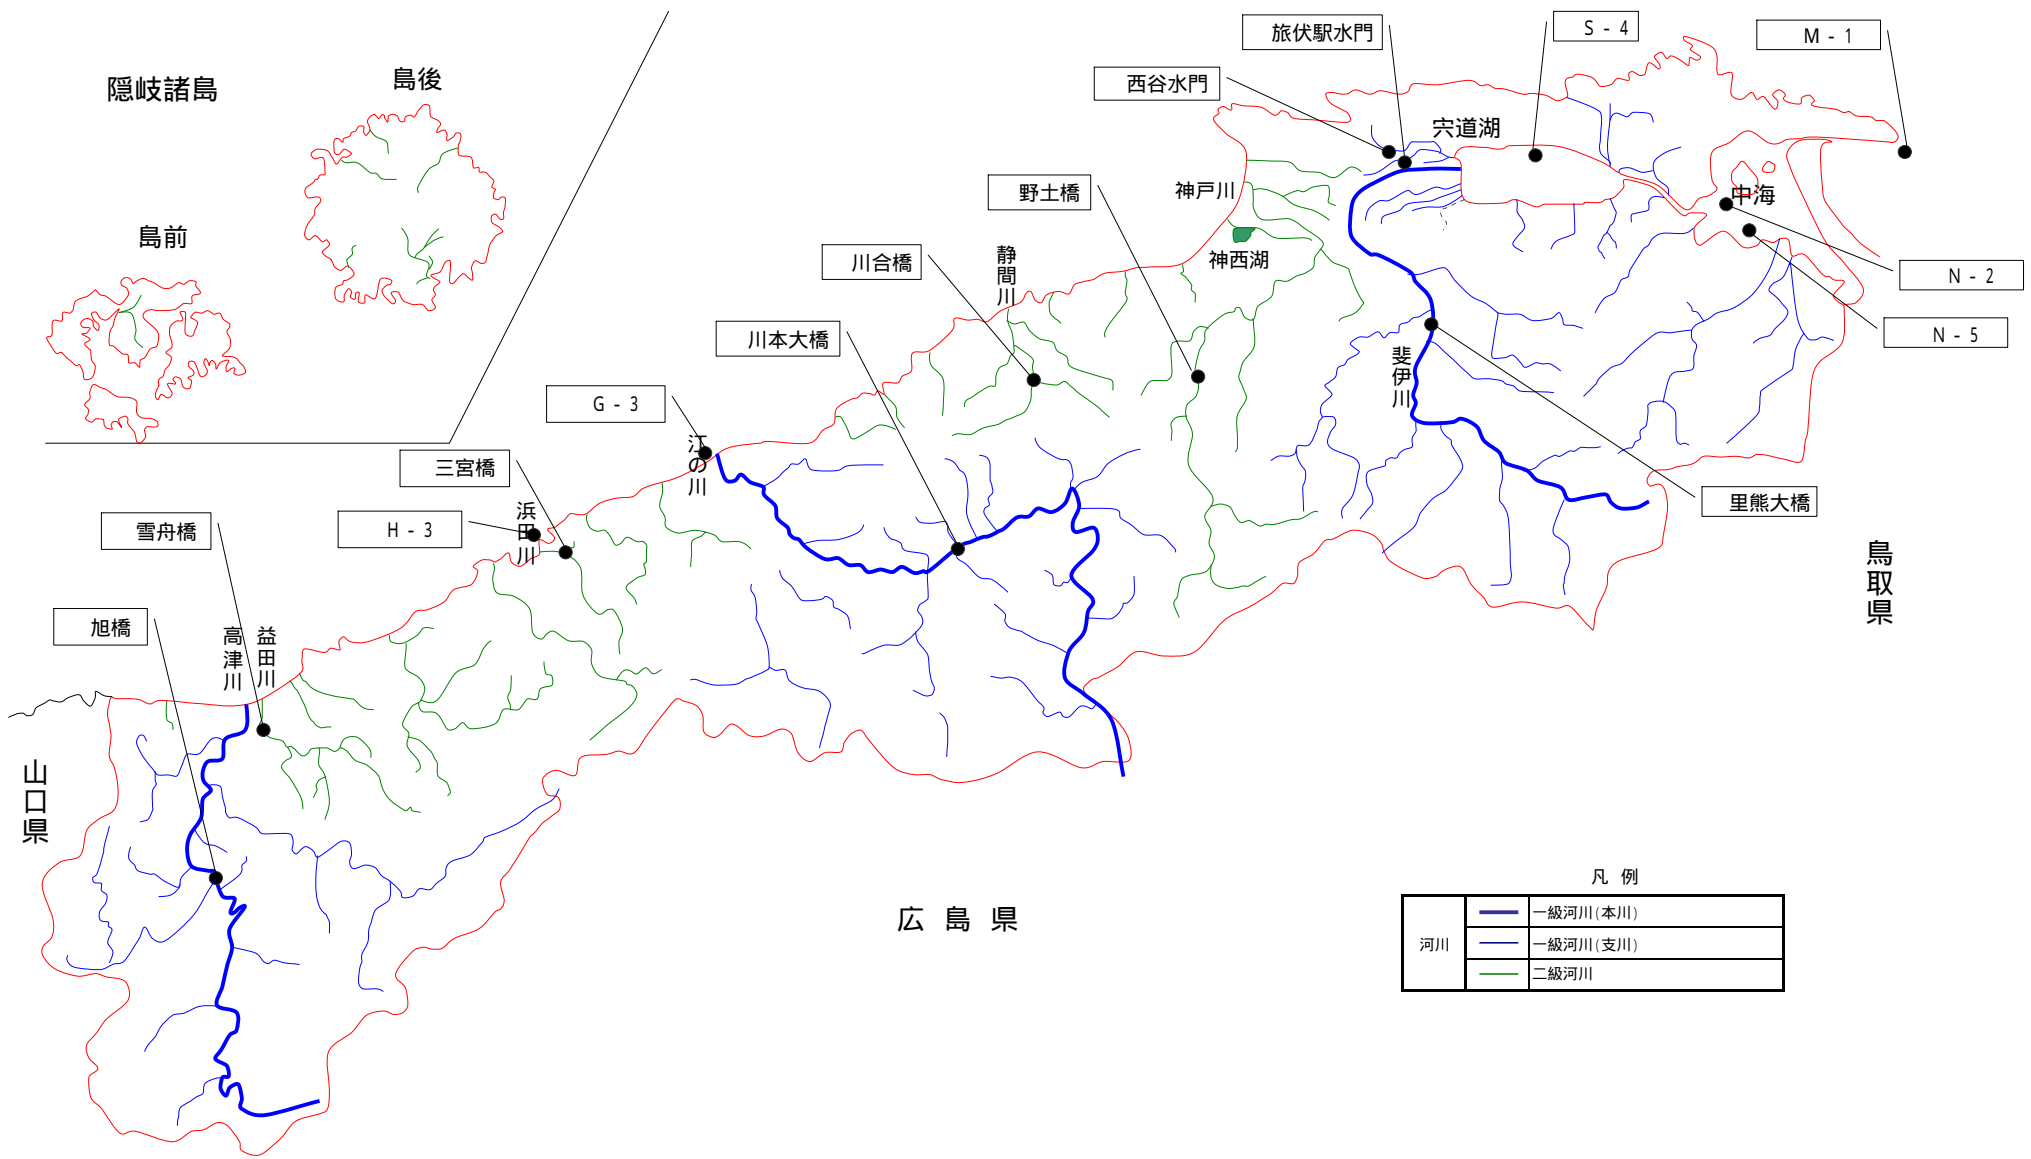 隠岐諸島
島後
島前
旅伏駅水門
S - 4
M - 1
西谷水門
宍道湖
野土橋
神戸川
中海
神西湖
川合橋
静間川
N - 2
N - 5
川本大橋
斐伊川
G - 3
江の川
三宮橋
里熊大橋
浜田川
H - 3
雪舟橋
鳥取県
旭橋
高津川
益田川
山口県
広島県
凡 例
河川
一級河川(本川)
一級河川(支川)
二級河川